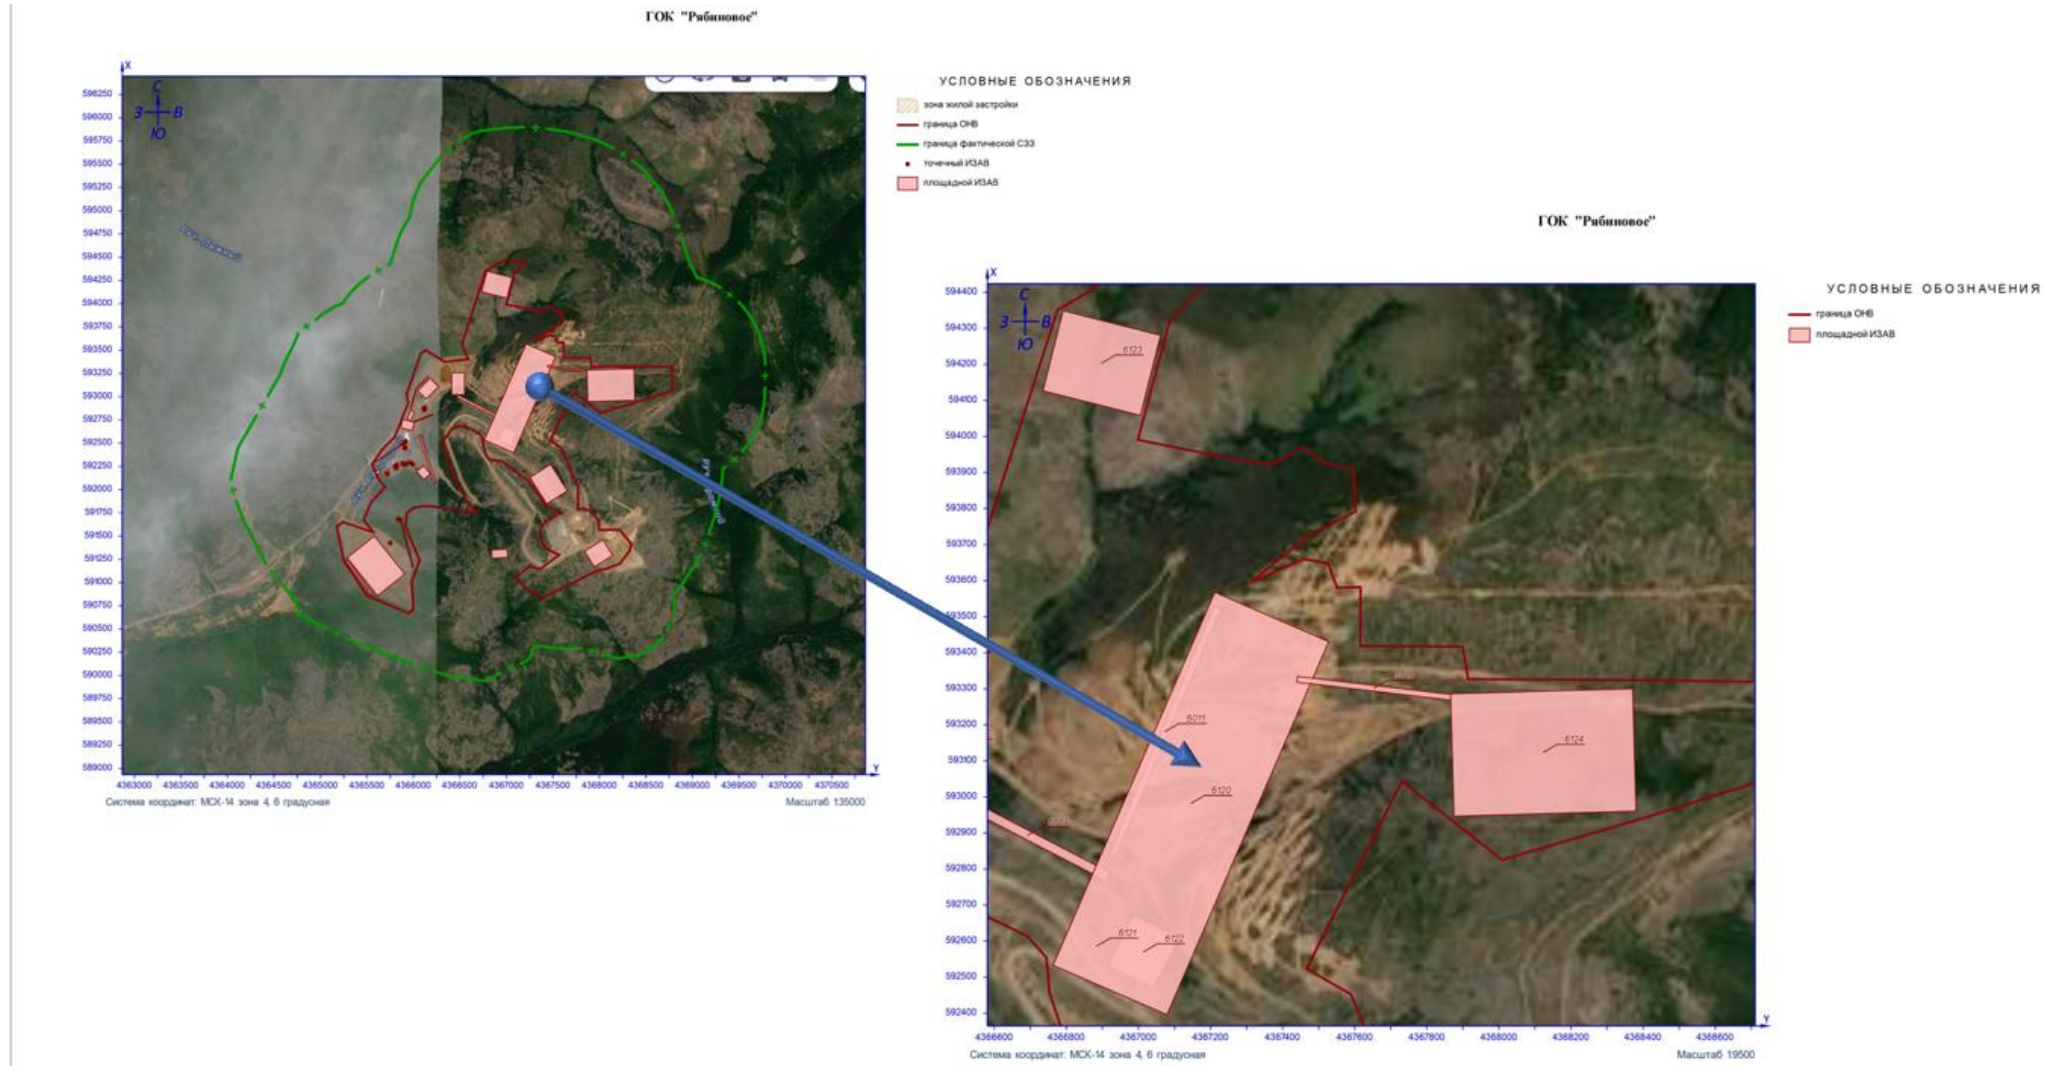 ГОК "Рябиновое"
X
С
З
В
Ю
596250
596000
595750
595500
595250
595000
594750
594500
594250
594000
593750
593500
593250
593000
592750
592500
592250
592000
591750
591500
591250
591000
590750
590500
590250
590000
589750
589500
589250
589000
4363000 4363500 4364000 4364500 4365000 4365500 4366000 4366500 4367000 4367500 4368000 4368500 4369000 4369500 4370000 4370500
Y
Система координат: МСК-14 зона 4, 6 градусная
Масштаб 1:35000
УСЛОВНЫЕ ОБОЗНАЧЕНИЯ
зона жилой застройки
граница ОНВ
граница фактической СЗЗ
точечный ИЗАВ
площадной ИЗАВ
ГОК "Рябиновое"
X
С
З
В
Ю
594400
594300
594200
594100
594000
593900
593800
593700
593600
593500
593400
593300
593200
593100
593000
592900
592800
592700
592600
592500
592400
6123
6011
6124
6120
6121
6122
4366600 4366800 4367000 4367200 4367400 4367600 4367800 4368000 4368200 4368400 4368600
Y
Система координат: МСК-14 зона 4, 6 градусная
Масштаб 1:9500
УСЛОВНЫЕ ОБОЗНАЧЕНИЯ
граница ОНВ
площадной ИЗАВ